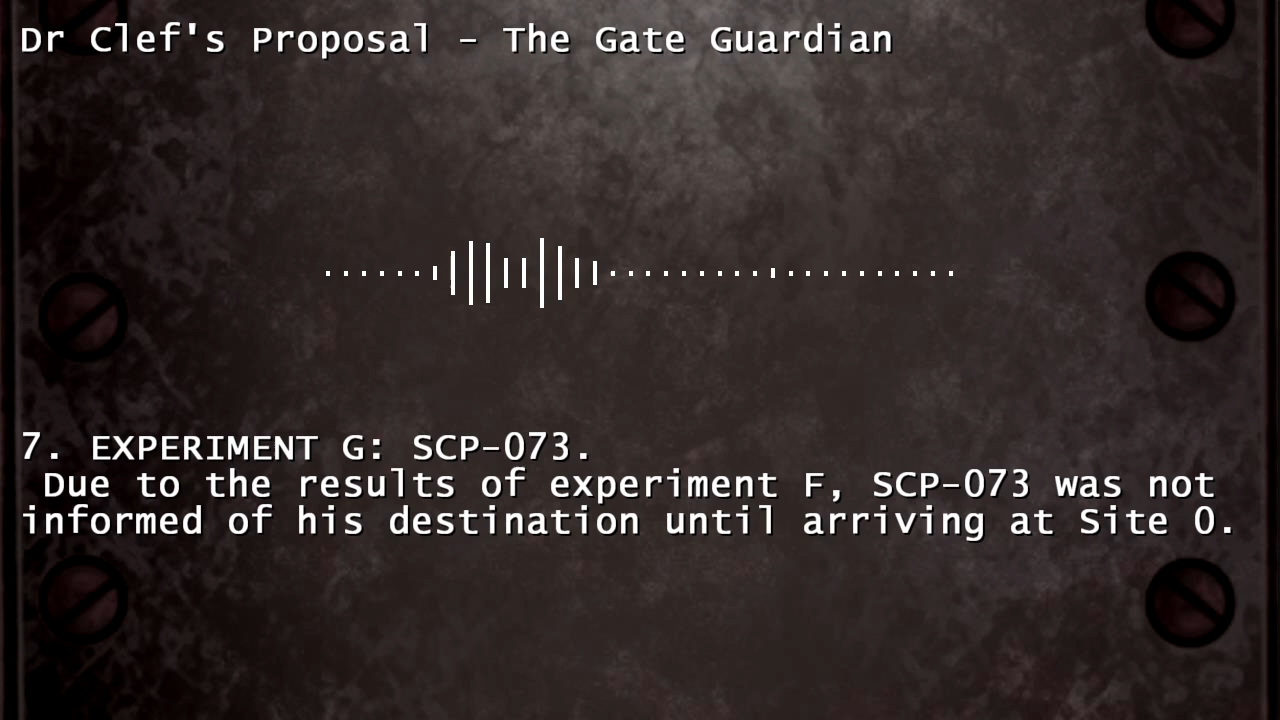 Dr Clef's Proposal - The Gate Guardian
7. EXPERIMENT G: SCP-073.
Due to the results of experiment F, SCP-073 was not
informed of his destination until arriving at Site 0.